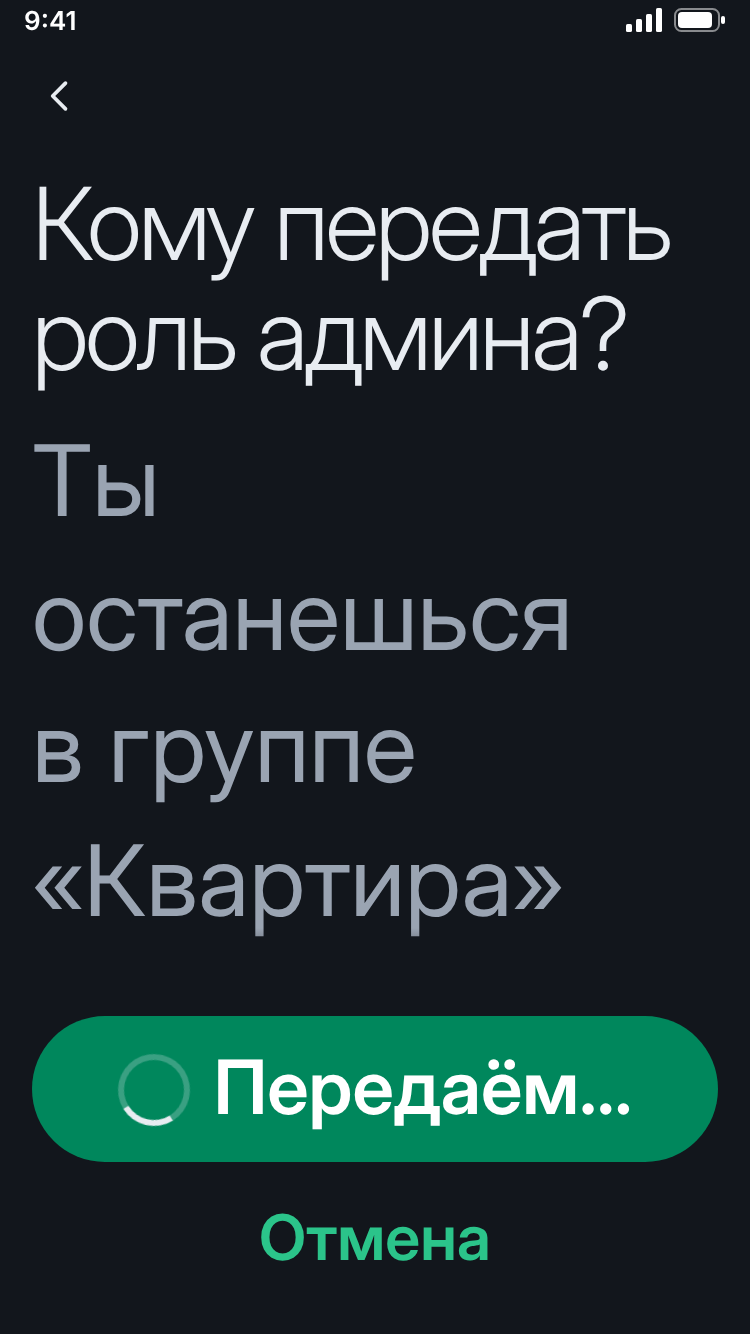 9:41
Кому передать
роль админа?
Ты
останешься
в группе
«Квартира»
Передаём...
Отмена